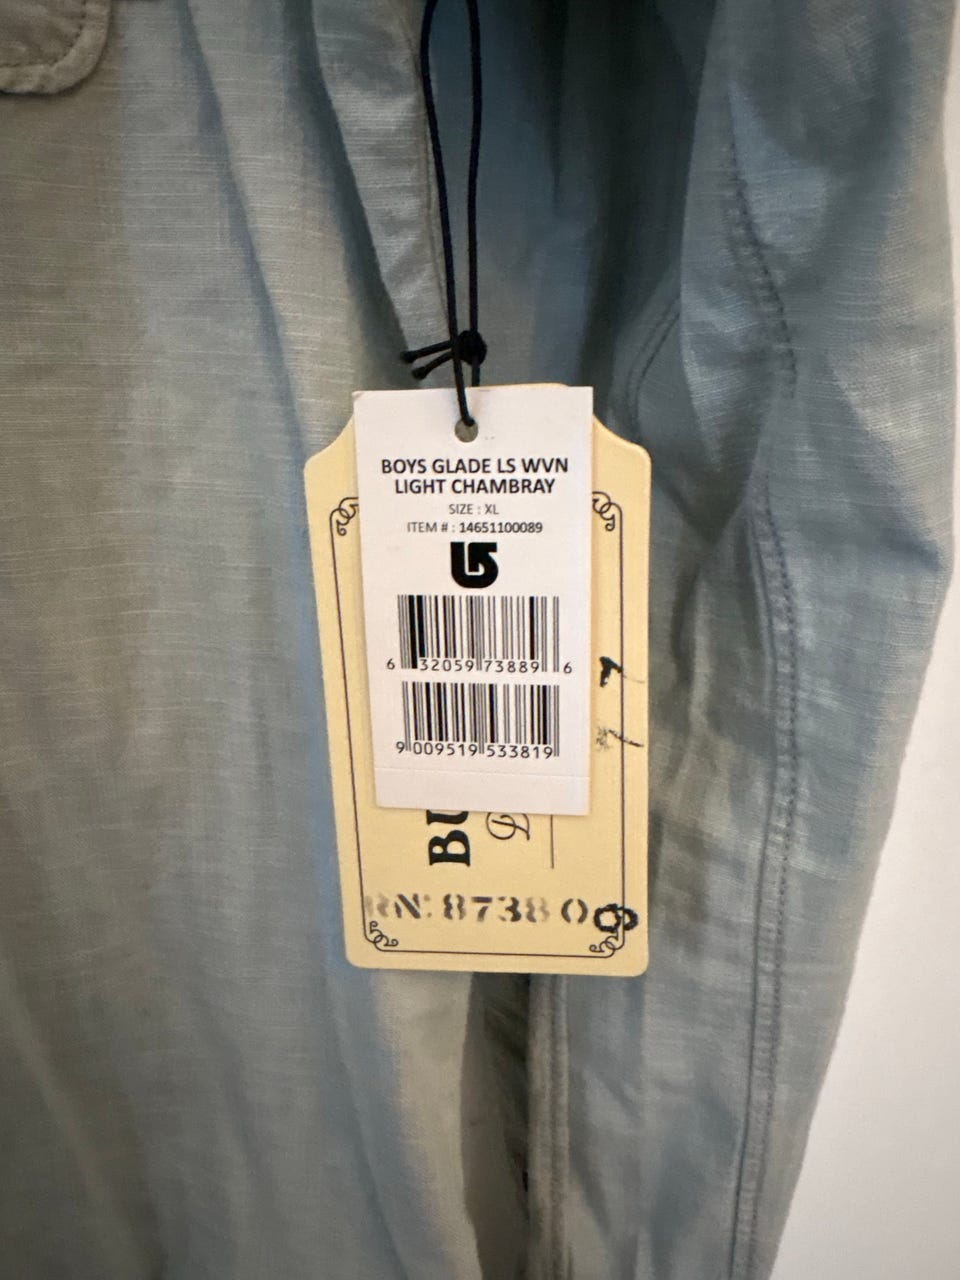 BOYS GLADE LS WVN
LIGHT CHAMBRAY
SIZE : XL
ITEM # : 14651100089
6 32059 73889 6
9 009519 533819
BU
RN: 8738 0